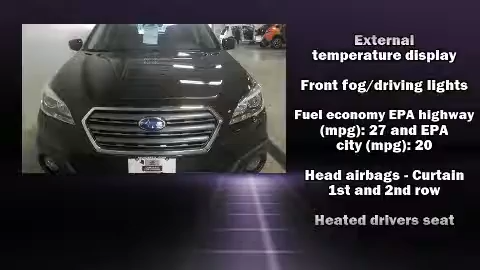 External
temperature display
Front fog/driving lights
Fuel economy EPA highway
(mpg): 27 and EPA
city (mpg): 20
Head airbags - Curtain
1st and 2nd row
Heated drivers seat